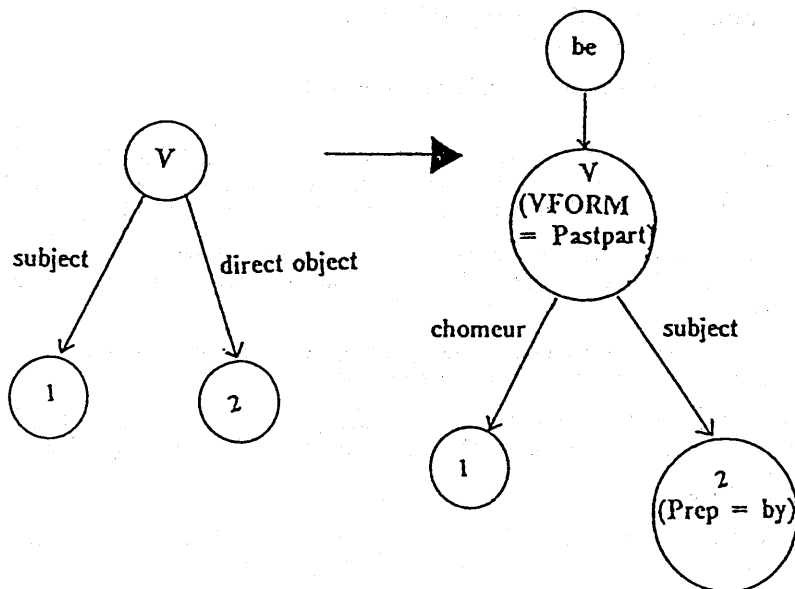 V
subject
direct object
1
2
be
V
(VFORM
= Pastpart)
chomeur
subject
1
2
(Prep = by)